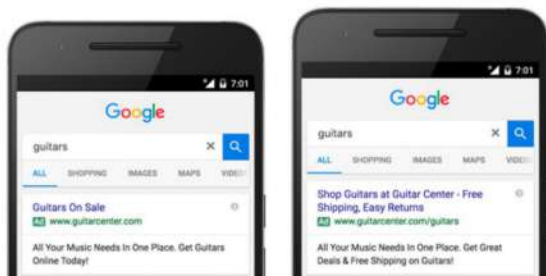 7:01
Google
guitars
ALL SHOPPING IMAGES MAPS VIDEOS
Guitars On Sale
Ad www.guitarcenter.com
All Your Music Needs In One Place. Get Guitars
Online Today!
7:01
Google
guitars
ALL SHOPPING IMAGES MAPS VIDEOS
Shop Guitars at Guitar Center - Free
Shipping, Easy Returns
Ad www.guitarcenter.com/guitars
All Your Music Needs In One Place. Get Great
Deals & Free Shipping on Guitars!